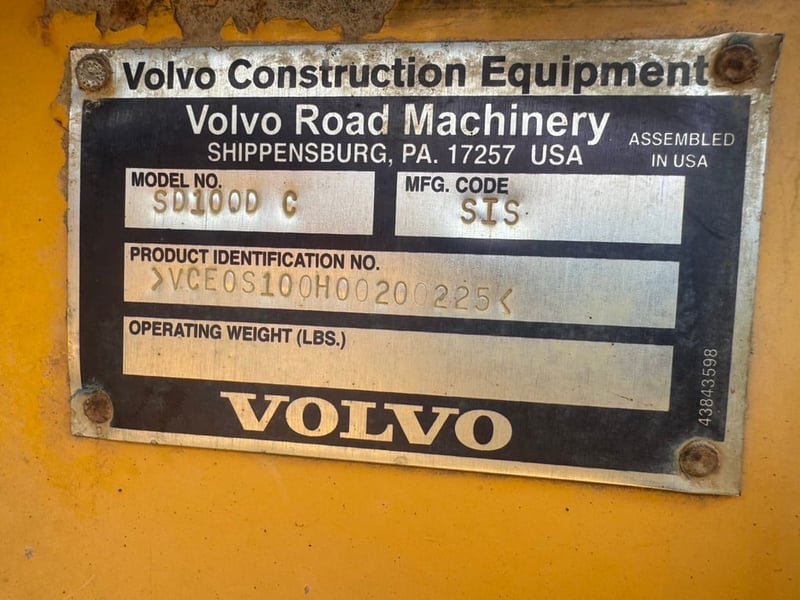 Volvo Construction Equipment
Volvo Road Machinery
SHIPPENSBURG, PA. 17257 USA
ASSEMBLED
IN USA
MODEL NO.
SD100D C
MFG. CODE
SIS
PRODUCT IDENTIFICATION NO.
>VCE0S100H00200225<
OPERATING WEIGHT (LBS.)
43843598
VOLVO